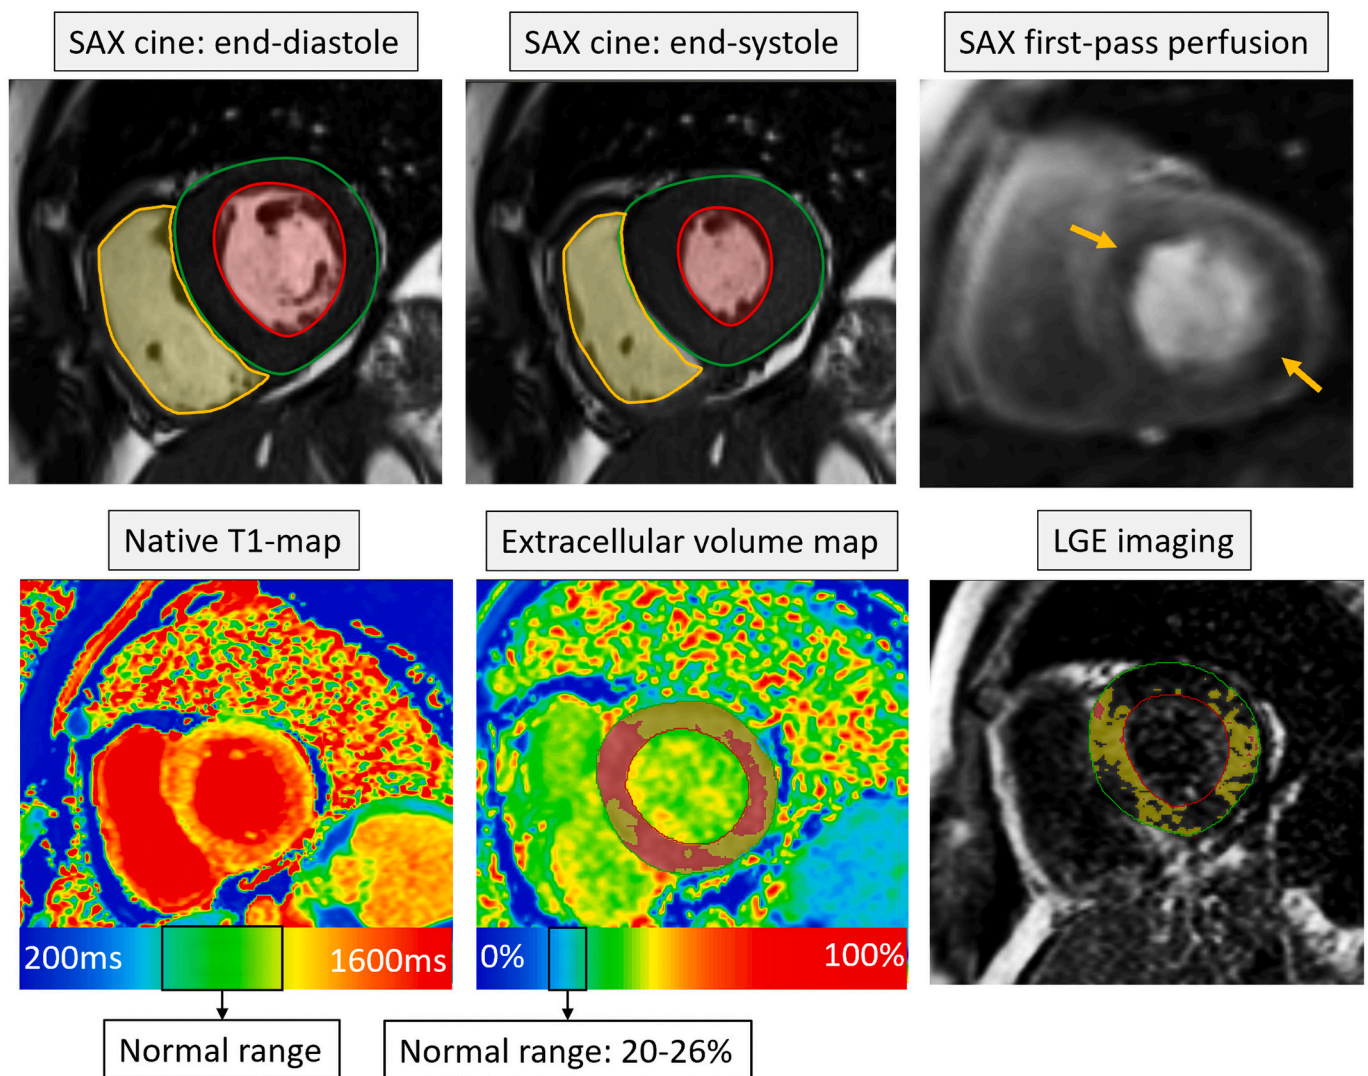 SAX cine: end-diastole
SAX cine: end-systole
SAX first-pass perfusion
Native T1-map
Extracellular volume map
LGE imaging
200ms
1600ms
0%
100%
Normal range
Normal range: 20-26%